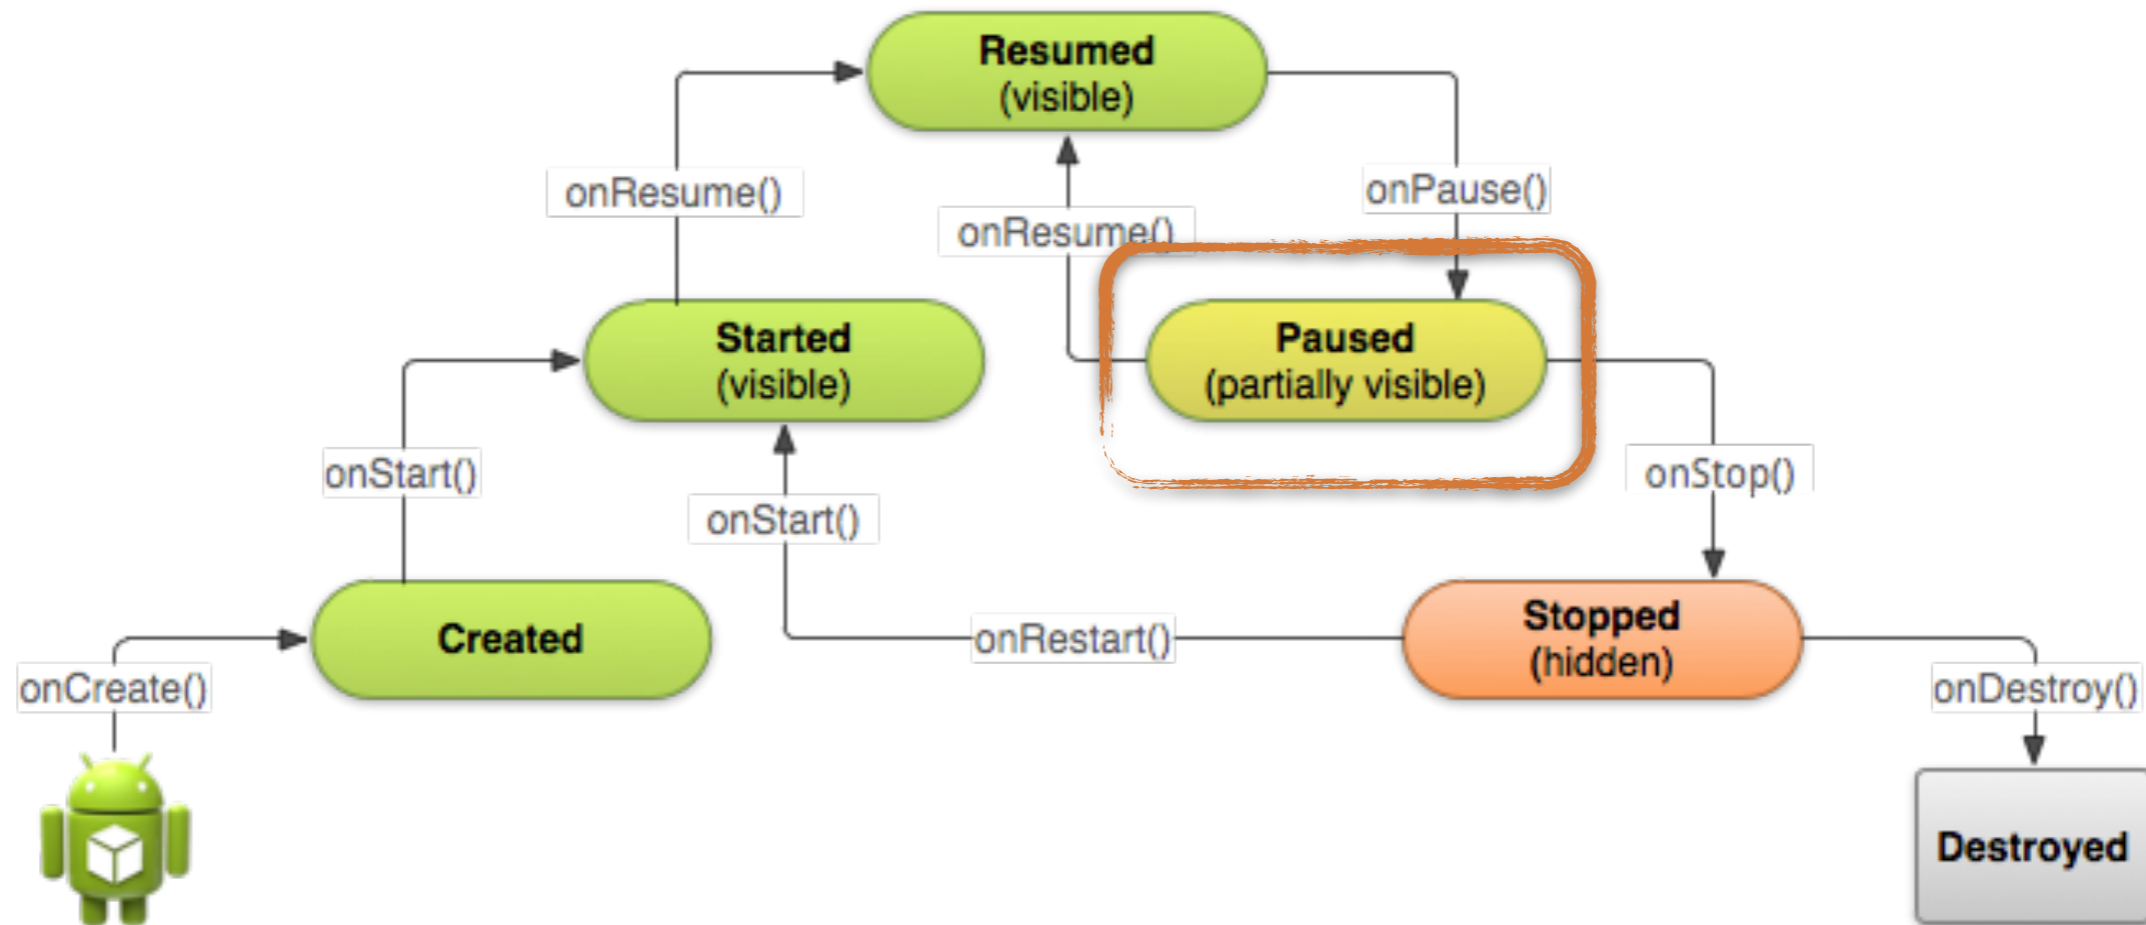 Resumed
(visible)
onResume()
onPause()
onResume()
Started
(visible)
Paused
(partially visible)
onStart()
onStop()
onStart()
Created
onRestart()
Stopped
(hidden)
onCreate()
onDestroy()
Destroyed